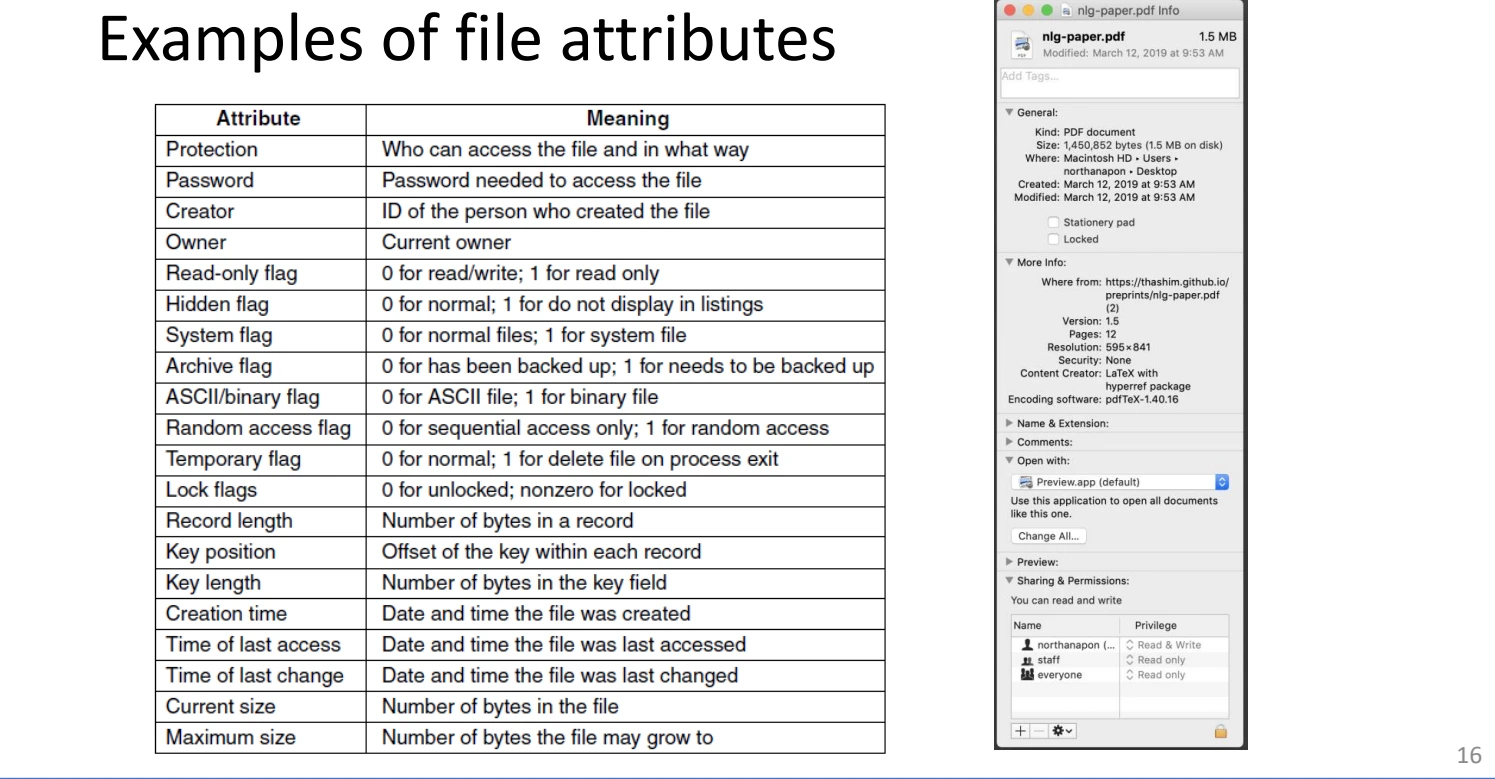 Examples of file attributes
Attribute Meaning
Protection Who can access the file and in what way
Password Password needed to access the file
Creator ID of the person who created the file
Owner Current owner
Read-only flag 0 for read/write; 1 for read only
Hidden flag 0 for normal; 1 for do not display in listings
System flag 0 for normal files; 1 for system file
Archive flag 0 for has been backed up; 1 for needs to be backed up
ASCII/binary flag 0 for ASCII file; 1 for binary file
Random access flag 0 for sequential access only; 1 for random access
Temporary flag 0 for normal; 1 for delete file on process exit
Lock flags 0 for unlocked; nonzero for locked
Record length Number of bytes in a record
Key position Offset of the key within each record
Key length Number of bytes in the key field
Creation time Date and time the file was created
Time of last access Date and time the file was last accessed
Time of last change Date and time the file was last changed
Current size Number of bytes in the file
Maximum size Number of bytes the file may grow to
nlg-paper.pdf Info
nlg-paper.pdf 1.5 MB
Modified: March 12, 2019 at 9:53 AM
Add Tags...
General:
Kind: PDF document
Size: 1,450,852 bytes (1.5 MB on disk)
Where: Macintosh HD ▸ Users ▸
northanapon ▸ Desktop
Created: March 12, 2019 at 9:53 AM
Modified: March 12, 2019 at 9:53 AM
Stationery pad
Locked
More Info:
Where from: https://thashim.github.io/
preprints/nlg-paper.pdf
(2)
Version: 1.5
Pages: 12
Resolution: 595×841
Security: None
Content Creator: LaTeX with
hyperref package
Encoding software: pdfTeX-1.40.16
Name & Extension:
Comments:
Open with:
Preview.app (default)
Use this application to open all documents
like this one.
Change All...
Preview:
Sharing & Permissions:
You can read and write
Name Privilege
northanapon (... Read & Write
staff Read only
everyone Read only
16